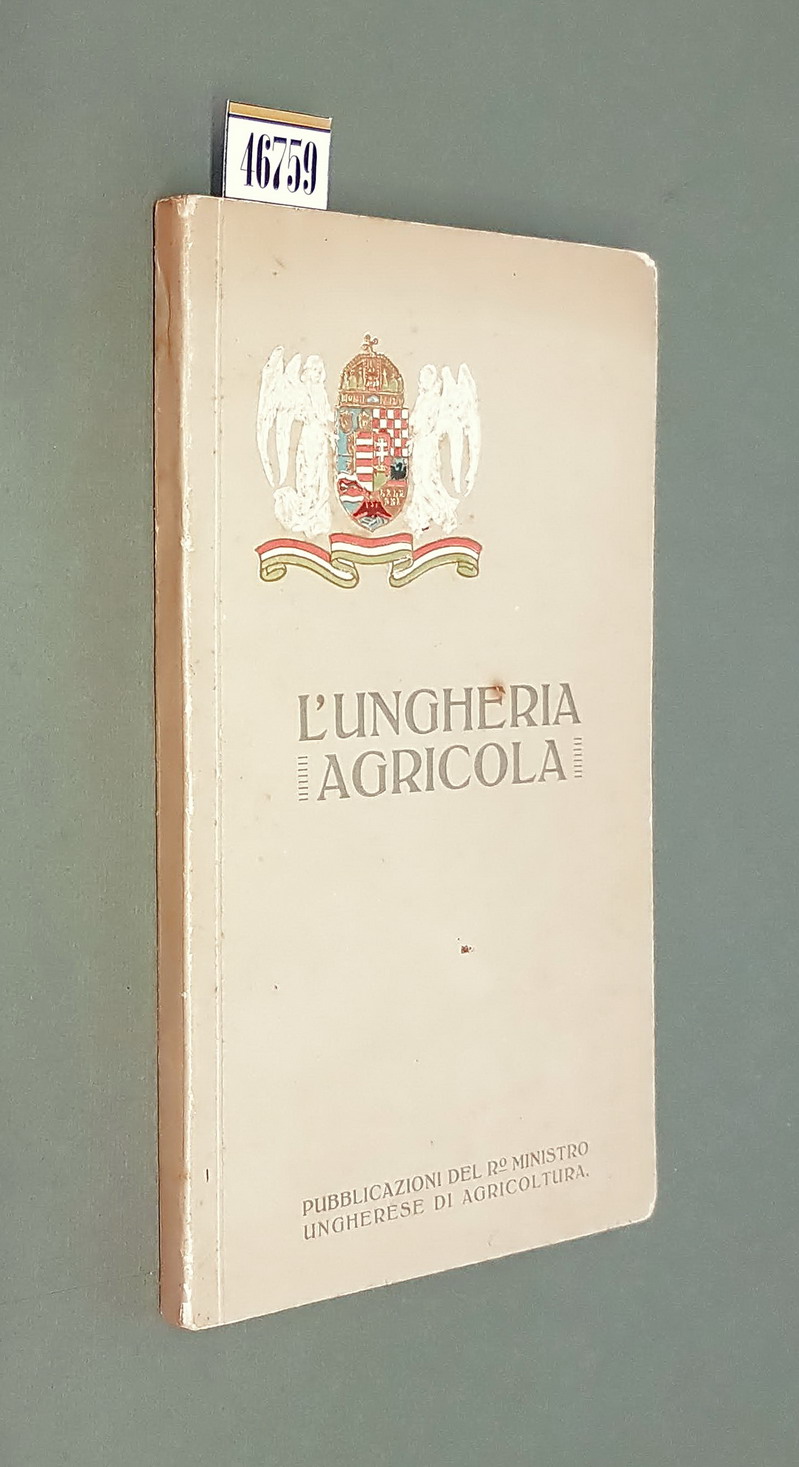 46759
L'UNGHERIA
AGRICOLA
PUBBLICAZIONI DEL Rº MINISTRO
UNGHERESE DI AGRICOLTURA.